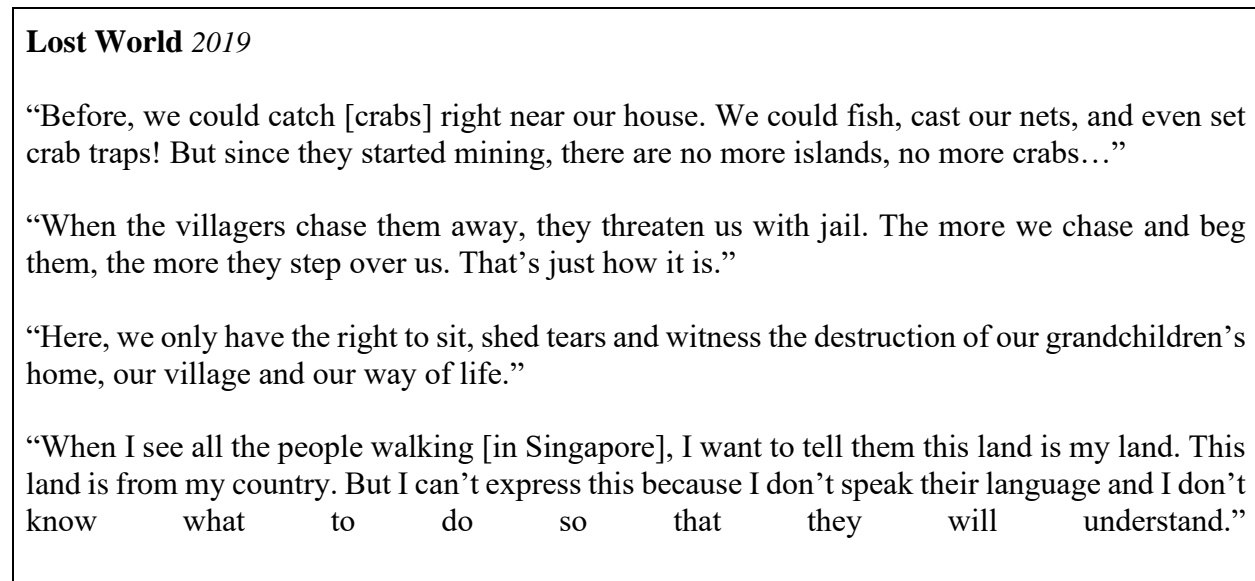 Lost World 2019
“Before, we could catch [crabs] right near our house. We could fish, cast our nets, and even set
crab traps! But since they started mining, there are no more islands, no more crabs…”
“When the villagers chase them away, they threaten us with jail. The more we chase and beg
them, the more they step over us. That’s just how it is.”
“Here, we only have the right to sit, shed tears and witness the destruction of our grandchildren’s
home, our village and our way of life.”
“When I see all the people walking [in Singapore], I want to tell them this land is my land. This
land is from my country. But I can’t express this because I don’t speak their language and I don’t
know what to do so that they will understand.”